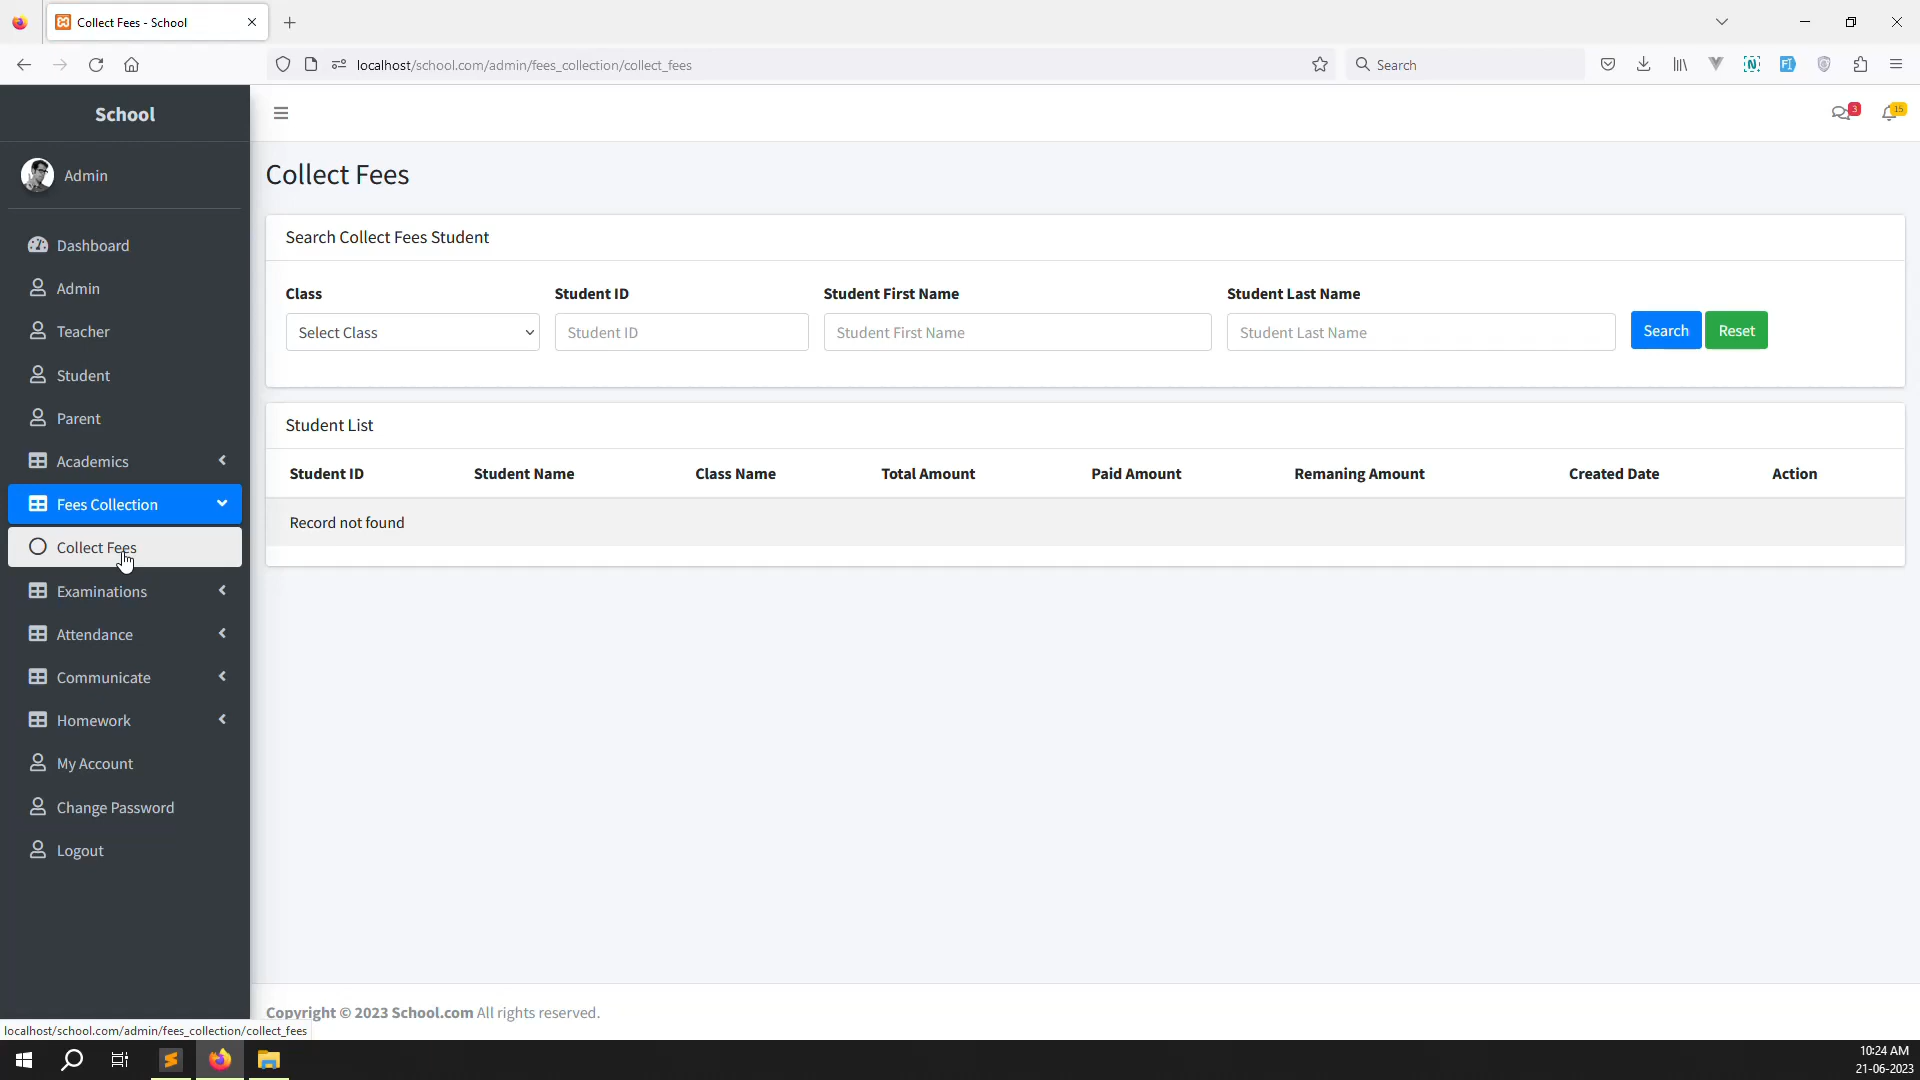 Collect Fees - School
localhost/school.com/admin/fees_collection/collect_fees
Search
School
3
15
Admin
Dashboard
Admin
Teacher
Student
Parent
Academics
Fees Collection
Collect Fees
Examinations
Attendance
Communicate
Homework
My Account
Change Password
Logout
Collect Fees
Search Collect Fees Student
Class Student ID Student First Name Student Last Name
Select Class Student ID Student First Name Student Last Name Search Reset
Student List
Student ID Student Name Class Name Total Amount Paid Amount Remaning Amount Created Date Action
Record not found
Copyright © 2023 School.com All rights reserved.
localhost/school.com/admin/fees_collection/collect_fees
10:24 AM
21-06-2023